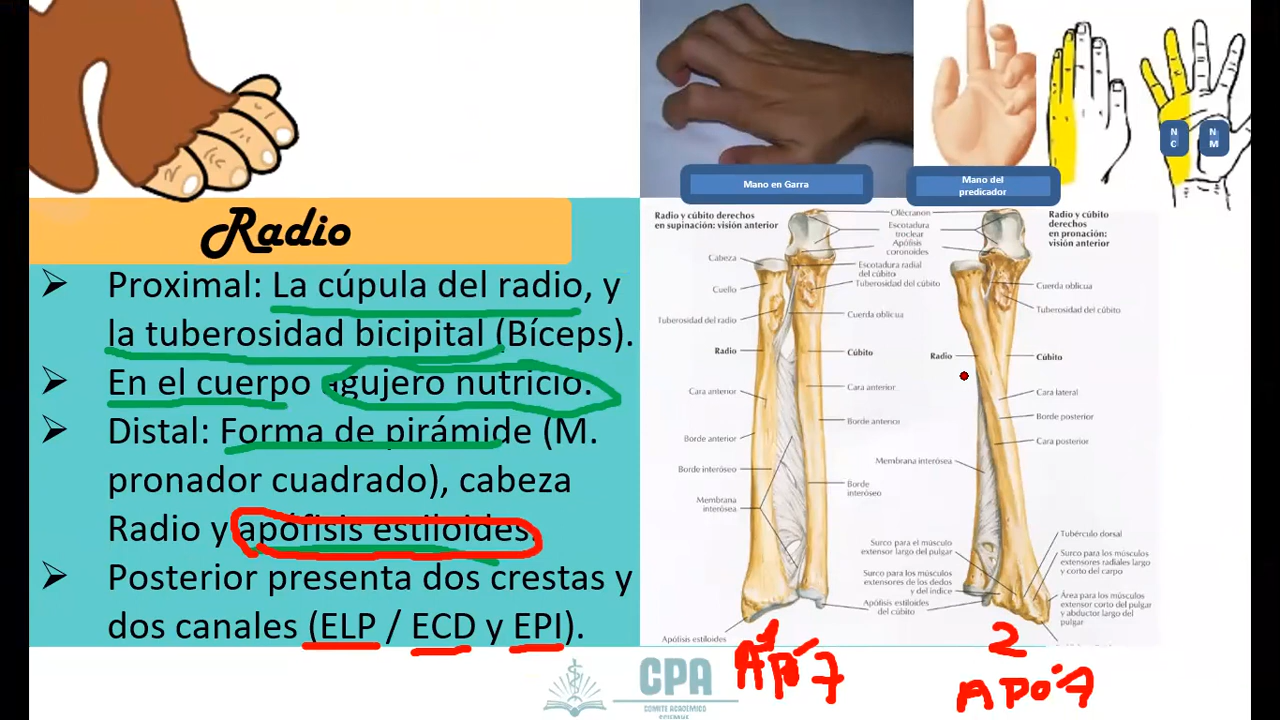 Mano en Garra
Mano del
predicador
N
C
N
M
Radio
Proximal: La cúpula del radio, y
la tuberosidad bicipital (Bíceps).
En el cuerpo agujero nutricio.
Distal: Forma de pirámide (M.
pronador cuadrado), cabeza
Radio y apófisis estiloides.
Posterior presenta dos crestas y
dos canales (ELP / ECD y EPI).
Radio y cúbito derechos
en supinación: visión anterior
Olécranon
Escotadura
troclear
Apófisis
coronoides
Radio y cúbito
derechos
en pronación:
visión anterior
Cabeza
Escotadura radial
del cúbito
Cuello
Tuberosidad del cúbito
Cuerda oblicua
Tuberosidad del radio
Cuerda oblicua
Tuberosidad del cúbito
Radio
Cúbito
Radio
Cúbito
Cara anterior
Cara anterior
Cara lateral
Borde anterior
Borde anterior
Borde posterior
Cara posterior
Borde interóseo
Membrana interósea
Borde
interóseo
Membrana
interósea
Surco para el músculo
extensor largo del pulgar
Tubérculo dorsal
Surco para los músculos
extensores radiales largo
y corto del carpo
Surco para los músculos
extensores de los dedos
y del índice
Área para los músculos
extensor corto del pulgar
y abductor largo del
pulgar
Apófisis estiloides
del cúbito
Apófisis estiloides
2
CPA
COMITE ACADEMICO